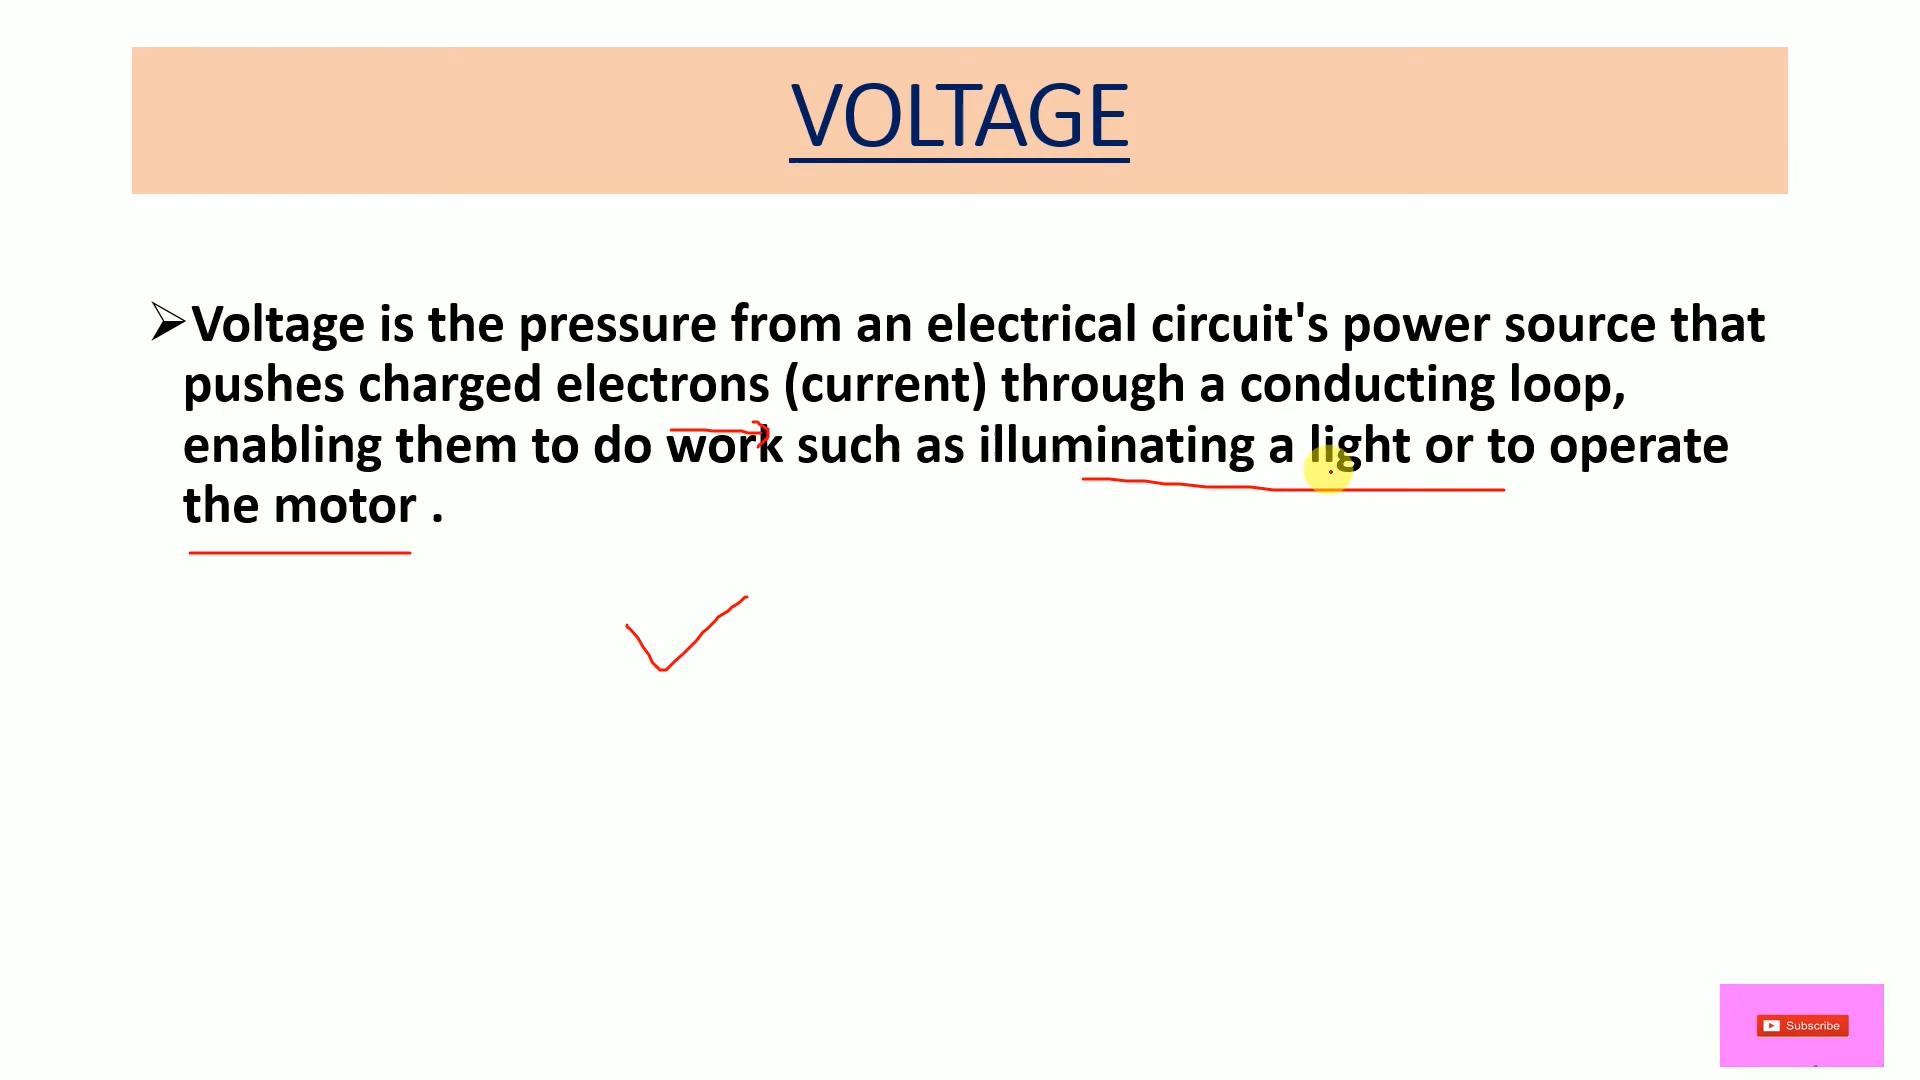 VOLTAGE
➢Voltage is the pressure from an electrical circuit's power source that
pushes charged electrons (current) through a conducting loop,
enabling them to do work such as illuminating a light or to operate
the motor .
Subscribe